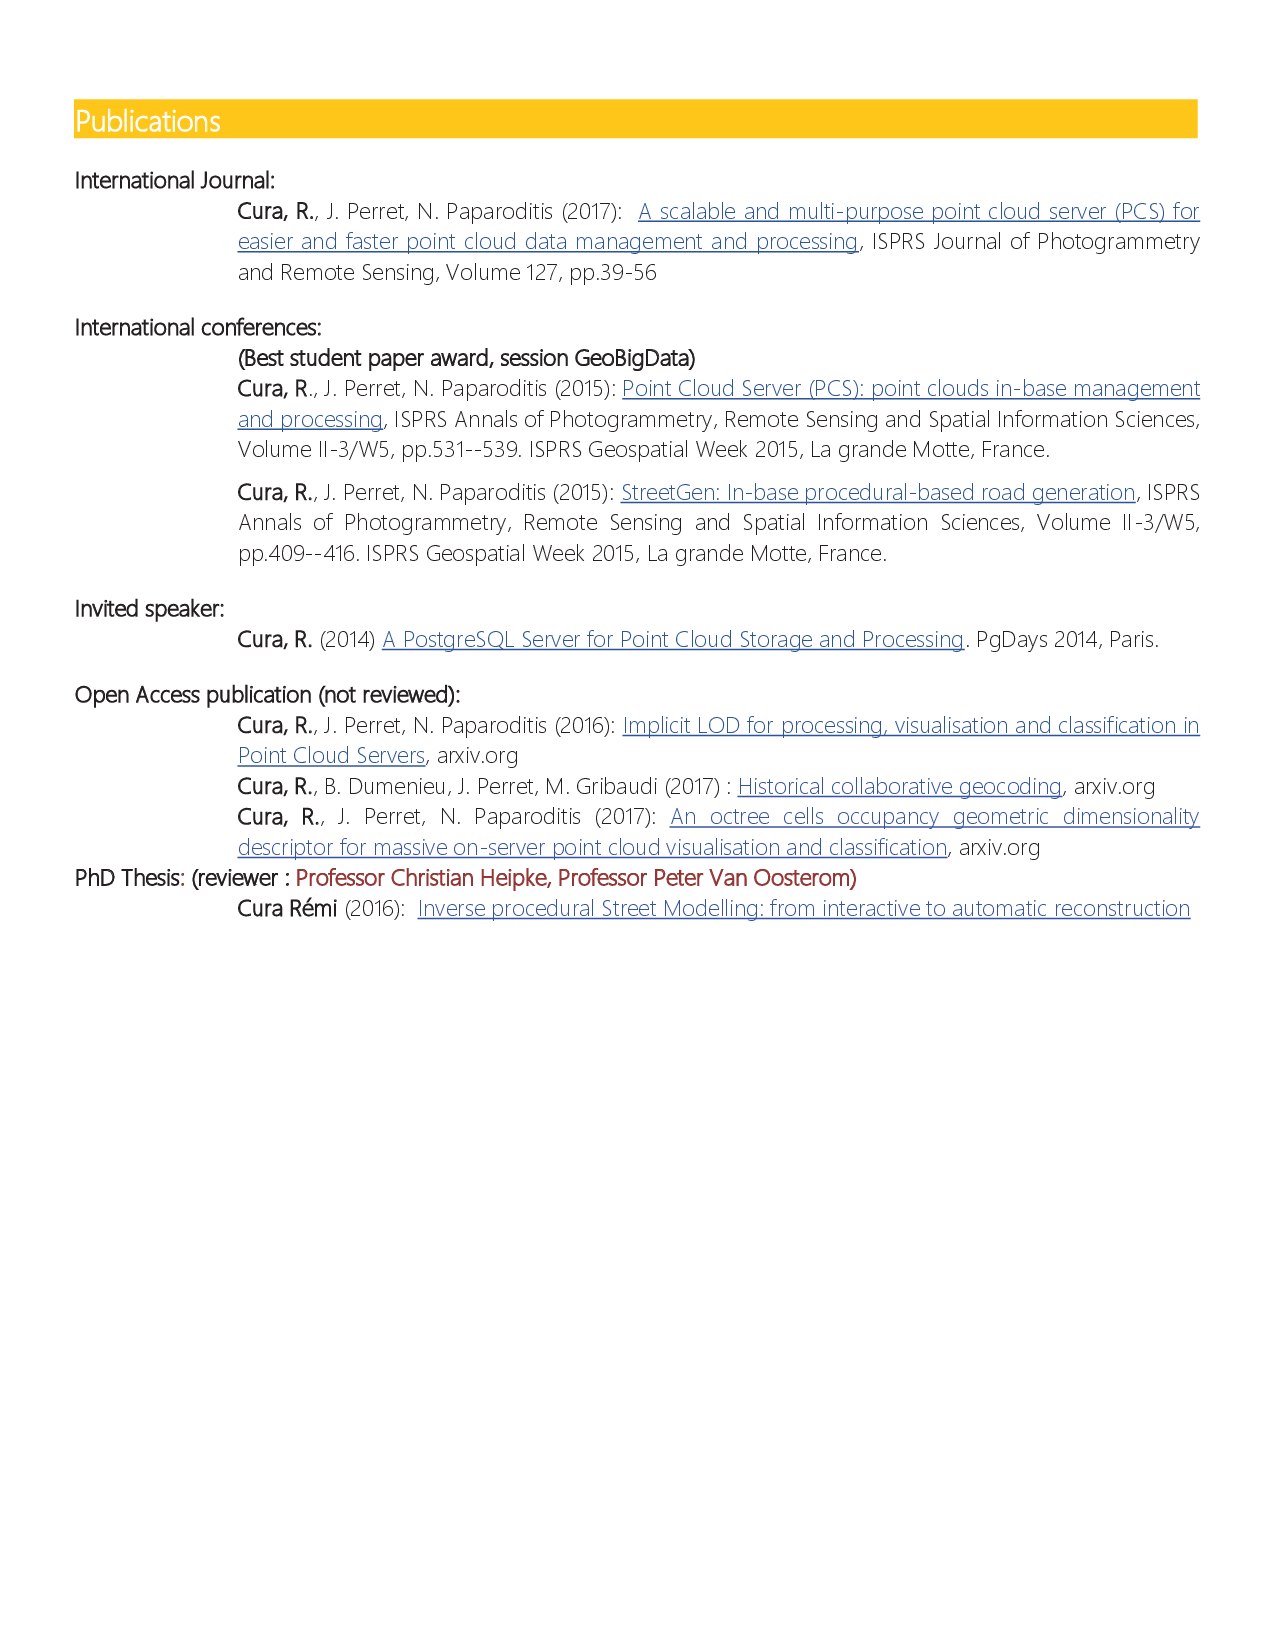 Publications
International Journal:
Cura, R., J. Perret, N. Paparoditis (2017): A scalable and multi-purpose point cloud server (PCS) for
easier and faster point cloud data management and processing, ISPRS Journal of Photogrammetry
and Remote Sensing, Volume 127, pp.39-56
International conferences:
(Best student paper award, session GeoBigData)
Cura, R., J. Perret, N. Paparoditis (2015): Point Cloud Server (PCS): point clouds in-base management
and processing, ISPRS Annals of Photogrammetry, Remote Sensing and Spatial Information Sciences,
Volume II-3/W5, pp.531--539. ISPRS Geospatial Week 2015, La grande Motte, France.
Cura, R., J. Perret, N. Paparoditis (2015): StreetGen: In-base procedural-based road generation, ISPRS
Annals of Photogrammetry, Remote Sensing and Spatial Information Sciences, Volume II-3/W5,
pp.409--416. ISPRS Geospatial Week 2015, La grande Motte, France.
Invited speaker:
Cura, R. (2014) A PostgreSQL Server for Point Cloud Storage and Processing. PgDays 2014, Paris.
Open Access publication (not reviewed):
Cura, R., J. Perret, N. Paparoditis (2016): Implicit LOD for processing, visualisation and classification in
Point Cloud Servers, arxiv.org
Cura, R., B. Dumenieu, J. Perret, M. Gribaudi (2017) : Historical collaborative geocoding, arxiv.org
Cura, R., J. Perret, N. Paparoditis (2017): An octree cells occupancy geometric dimensionality
descriptor for massive on-server point cloud visualisation and classification, arxiv.org
PhD Thesis: (reviewer : Professor Christian Heipke, Professor Peter Van Oosterom)
Cura Rémi (2016): Inverse procedural Street Modelling: from interactive to automatic reconstruction